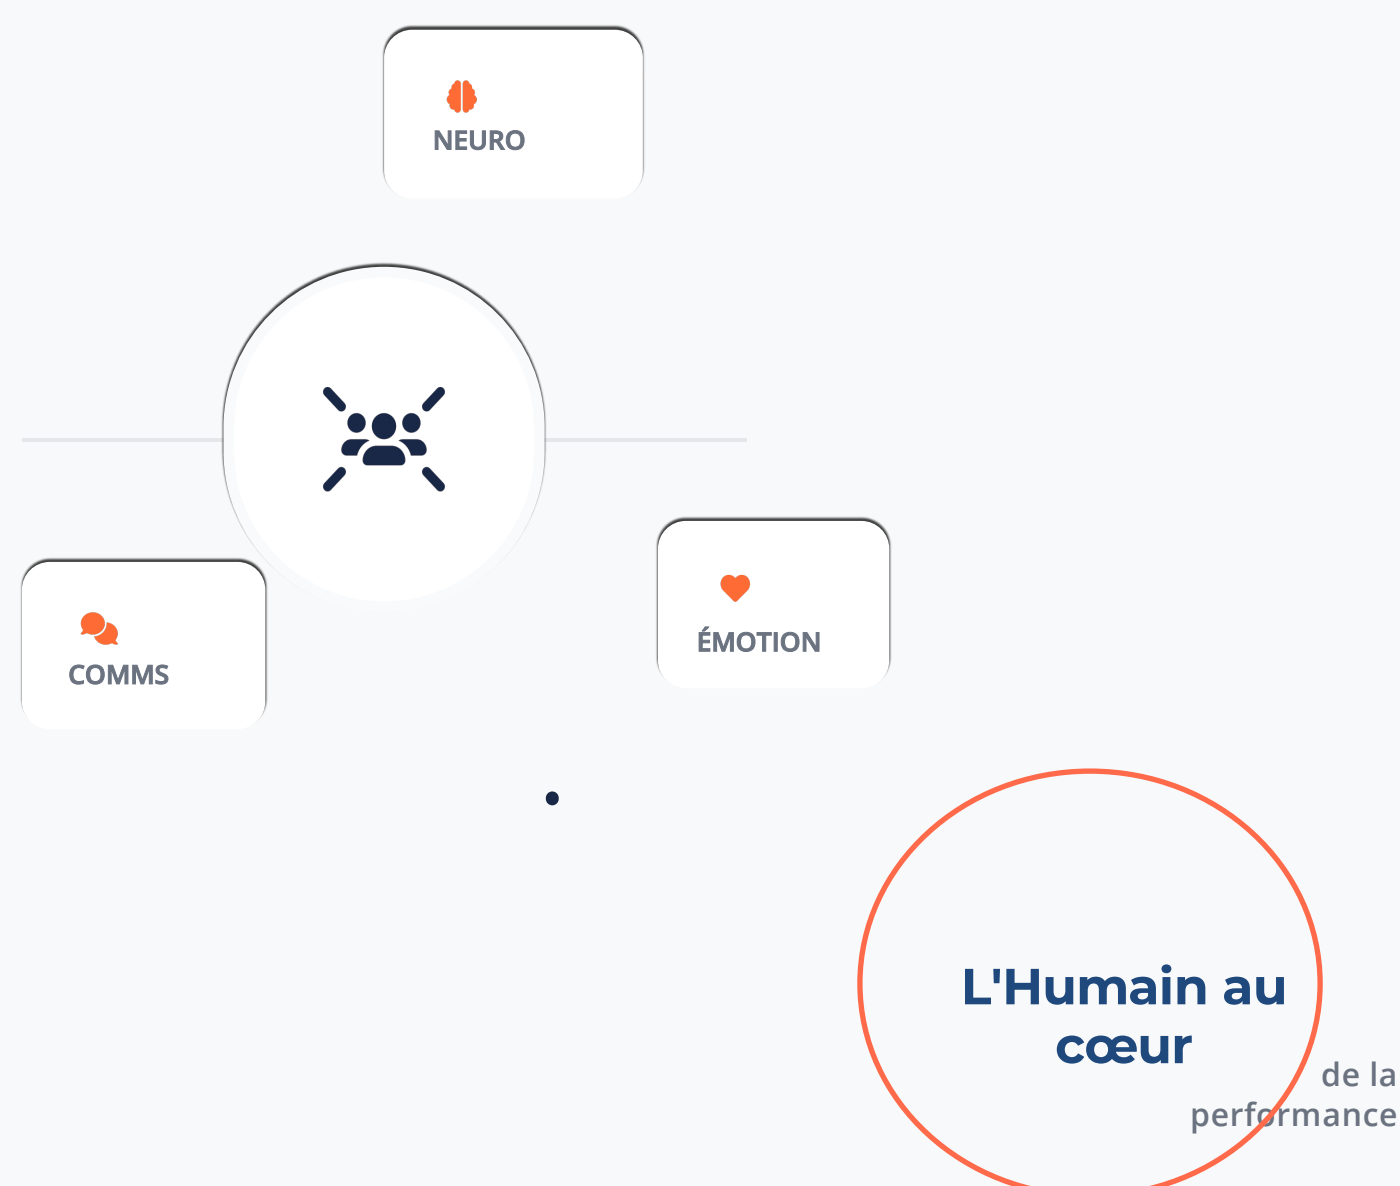 NEURO
ÉMOTION
COMMS
L'Humain au
cœur
de la
performance